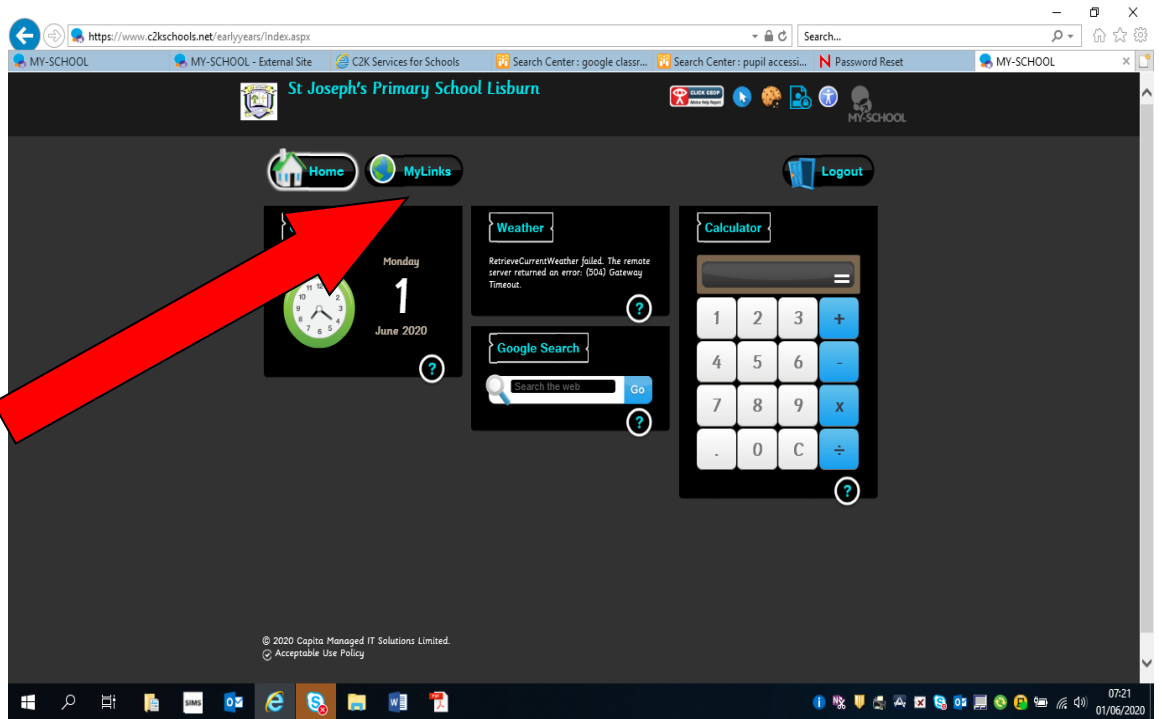 https://www.c2kschools.net/earlyyears/Index.aspx
Search...
MY-SCHOOL
MY-SCHOOL - External Site
C2K Services for Schools
Search Center : google classr...
Search Center : pupil accessi...
Password Reset
MY-SCHOOL
St Joseph's Primary School Lisburn
CLICK CEOP
MY-SCHOOL
Home
MyLinks
Logout
Weather
RetrieveCurrentWeather failed. The remote
server returned an error: (504) Gateway
Timeout.
?
Monday
1
June 2020
?
Google Search
Search the web
Go
?
Calculator
=
1 2 3 +
4 5 6 -
7 8 9 x
. 0 C ÷
?
© 2020 Capita Managed IT Solutions Limited.
Acceptable Use Policy
SIMS
07:21
01/06/2020